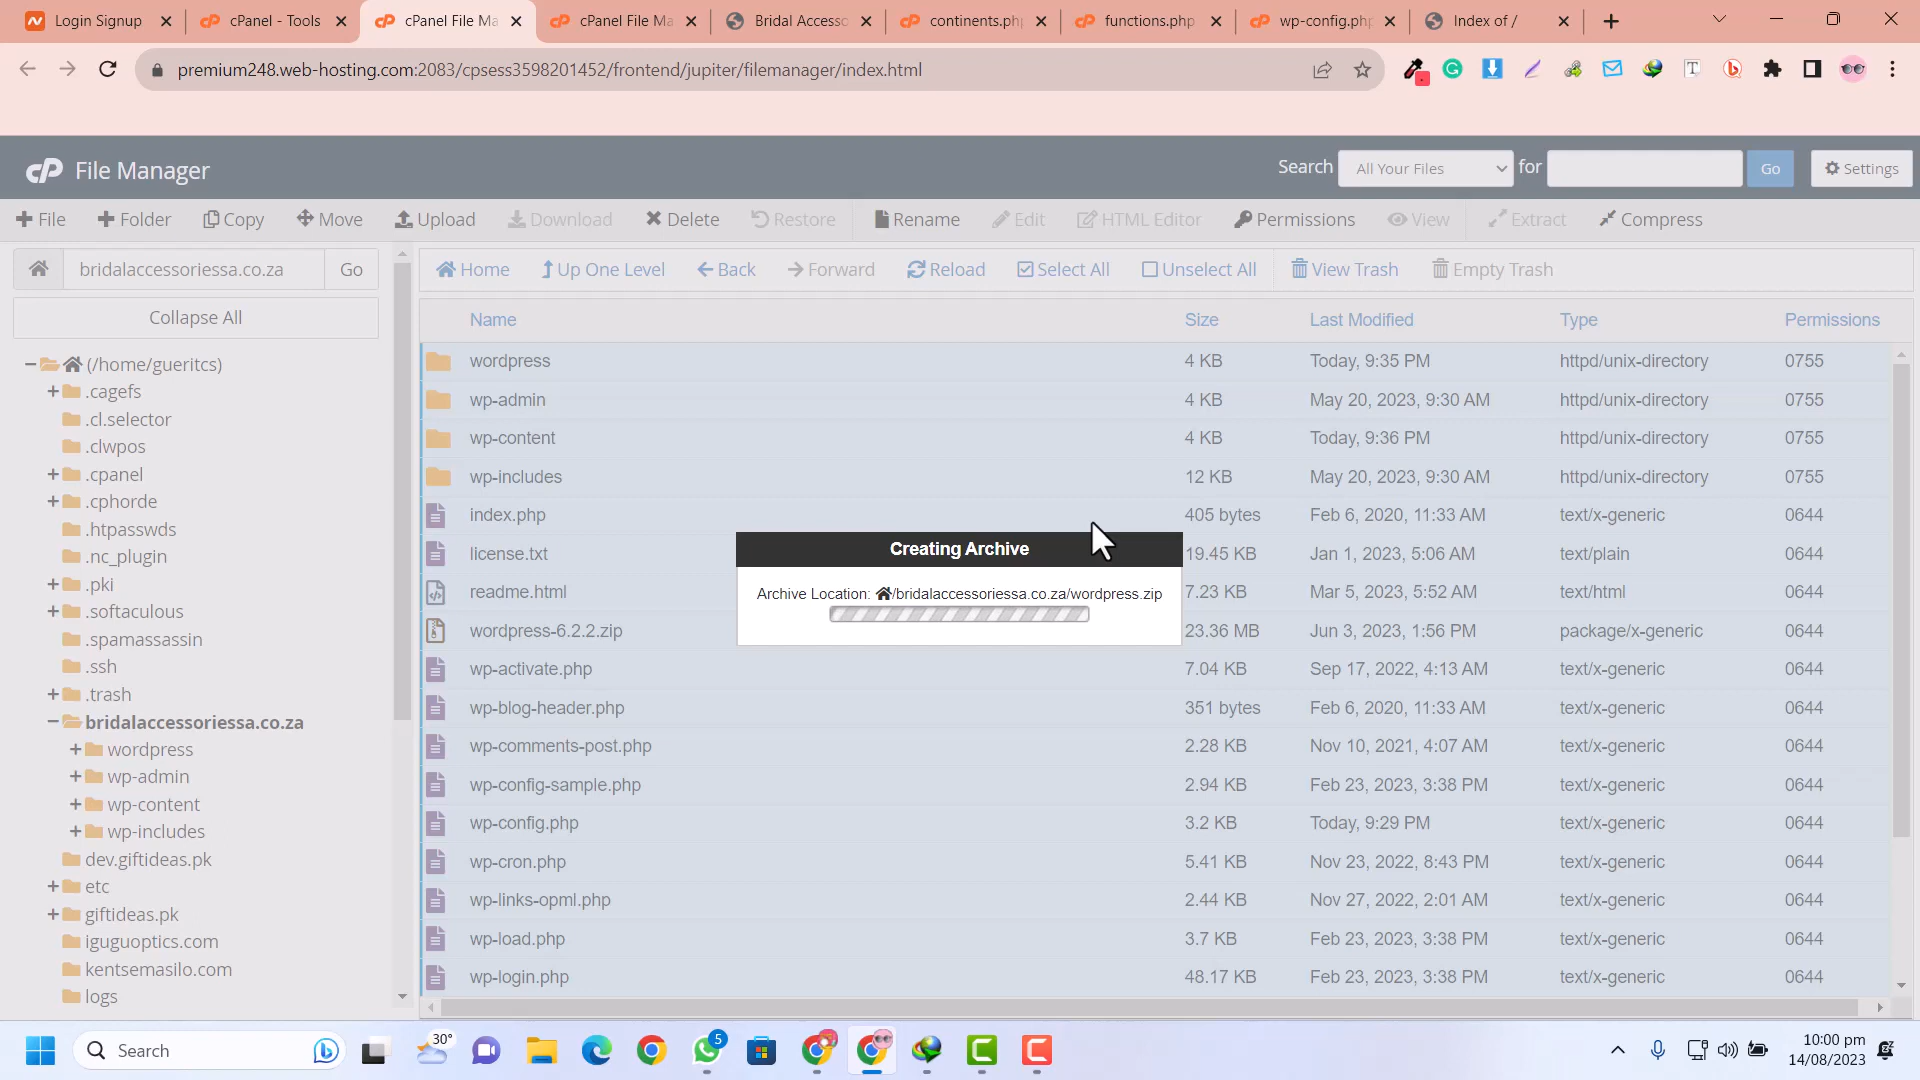 Login Signup
cPanel - Tools
cPanel File Ma
cPanel File Ma
Bridal Accesso
continents.php
functions.php
wp-config.php
Index of /
premium248.web-hosting.com:2083/cpsess3598201452/frontend/jupiter/filemanager/index.html
cP File Manager
Search All Your Files for Go Settings
File Folder Copy Move Upload Download Delete Restore Rename Edit HTML Editor Permissions View Extract Compress
bridalaccessoriessa.co.za Go
Home Up One Level Back Forward Reload Select All Unselect All View Trash Empty Trash
Collapse All
(/home/gueritcs)
.cagefs
.cl.selector
.clwpos
.cpanel
.cphorde
.htpasswds
.nc_plugin
.pki
.softaculous
.spamassassin
.ssh
.trash
bridalaccessoriessa.co.za
wordpress
wp-admin
wp-content
wp-includes
dev.giftideas.pk
etc
giftideas.pk
iguguoptics.com
kentsemasilo.com
logs
Name Size Last Modified Type Permissions
wordpress 4 KB Today, 9:35 PM httpd/unix-directory 0755
wp-admin 4 KB May 20, 2023, 9:30 AM httpd/unix-directory 0755
wp-content 4 KB Today, 9:36 PM httpd/unix-directory 0755
wp-includes 12 KB May 20, 2023, 9:30 AM httpd/unix-directory 0755
index.php 405 bytes Feb 6, 2020, 11:33 AM text/x-generic 0644
license.txt 19.45 KB Jan 1, 2023, 5:06 AM text/plain 0644
readme.html 7.23 KB Mar 5, 2023, 5:52 AM text/html 0644
wordpress-6.2.2.zip 23.36 MB Jun 3, 2023, 1:56 PM package/x-generic 0644
wp-activate.php 7.04 KB Sep 17, 2022, 4:13 AM text/x-generic 0644
wp-blog-header.php 351 bytes Feb 6, 2020, 11:33 AM text/x-generic 0644
wp-comments-post.php 2.28 KB Nov 10, 2021, 4:07 AM text/x-generic 0644
wp-config-sample.php 2.94 KB Feb 23, 2023, 3:38 PM text/x-generic 0644
wp-config.php 3.2 KB Today, 9:29 PM text/x-generic 0644
wp-cron.php 5.41 KB Nov 23, 2022, 8:43 PM text/x-generic 0644
wp-links-opml.php 2.44 KB Nov 27, 2022, 2:01 AM text/x-generic 0644
wp-load.php 3.7 KB Feb 23, 2023, 3:38 PM text/x-generic 0644
wp-login.php 48.17 KB Feb 23, 2023, 3:38 PM text/x-generic 0644
Creating Archive
Archive Location: /bridalaccessoriessa.co.za/wordpress.zip
Search
30°
5
10:00 pm
14/08/2023